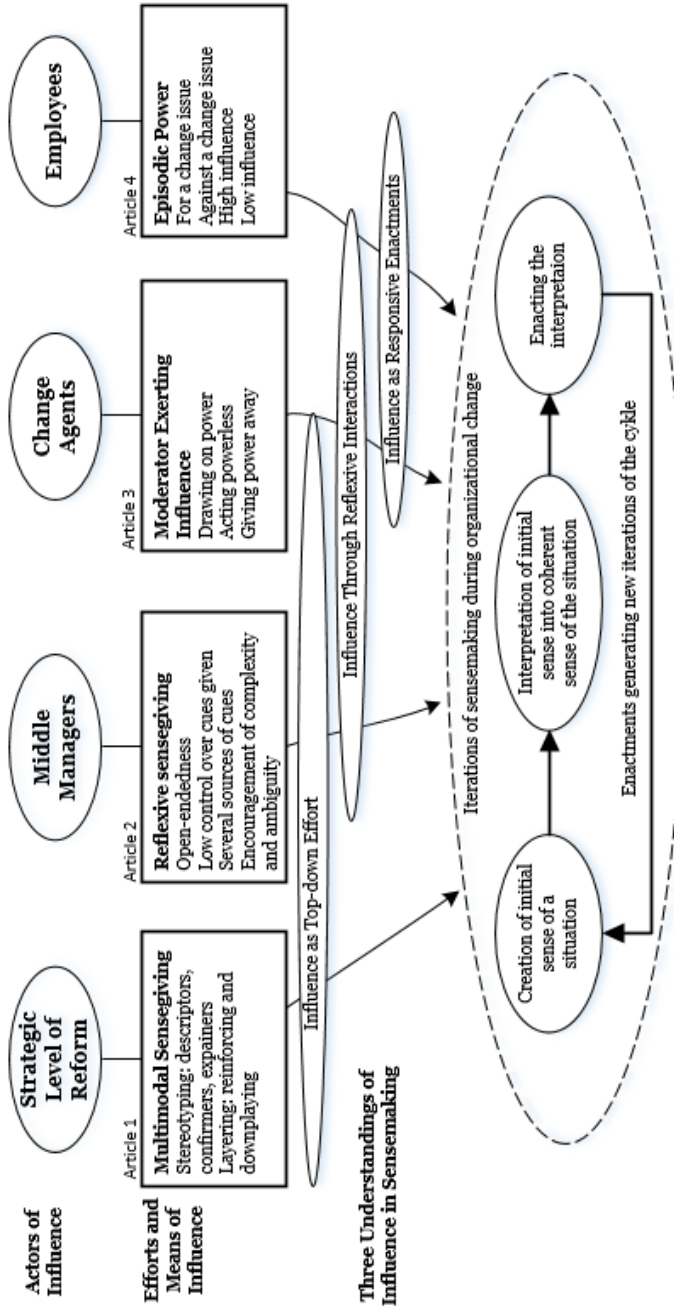 Actors of
Influence
Strategic
Level of
Reform
Middle
Managers
Change
Agents
Employees
Efforts and
Means of
Influence
Article 1
Multimodal Sensegiving
Stereotyping: descriptors,
confirmers, expainers
Layering: reinforcing and
downplaying
Article 2
Reflexive sensegiving
Open-endedness
Low control over cues given
Several sources of cues
Encouragement of complexity
and ambiguity
Article 3
Moderator Exerting
Influence
Drawing on power
Acting powerless
Giving power away
Article 4
Episodic Power
For a change issue
Against a change issue
High influence
Low influence
Three Understandings of
Influence in Sensemaking
Influence as Top-down Effort
Influence Through Reflexive Interactions
Influence as Responsive Enactments
Iterations of sensemaking during organizational change
Creation of initial
sense of a
situation
Interpretation of initial
sense into coherent
sense of the situation
Enacting the
interpretaion
Enactments generating new iterations of the cykle